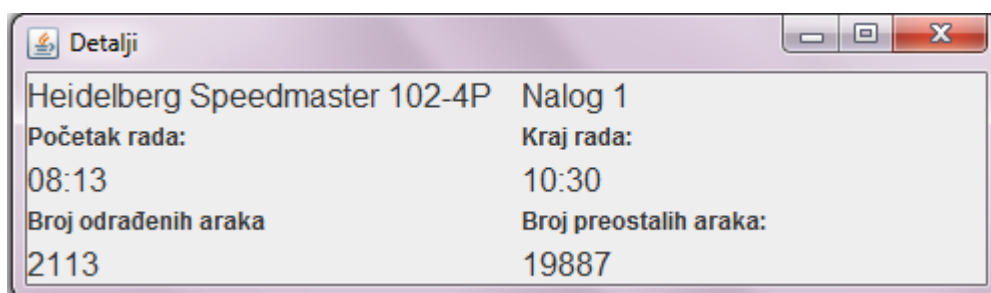 Detalji
Heidelberg Speedmaster 102-4P Nalog 1
Početak rada: Kraj rada:
08:13 10:30
Broj odrađenih araka Broj preostalih araka:
2113 19887